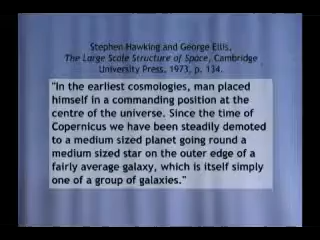 Stephen Hawking and George Ellis,
The Large Scale Structure of Space, Cambridge
University Press, 1973, p. 134.
"In the earliest cosmologies, man placed
himself in a commanding position at the
centre of the universe. Since the time of
Copernicus we have been steadily demoted
to a medium sized planet going round a
medium sized star on the outer edge of a
fairly average galaxy, which is itself simply
one of a group of galaxies."